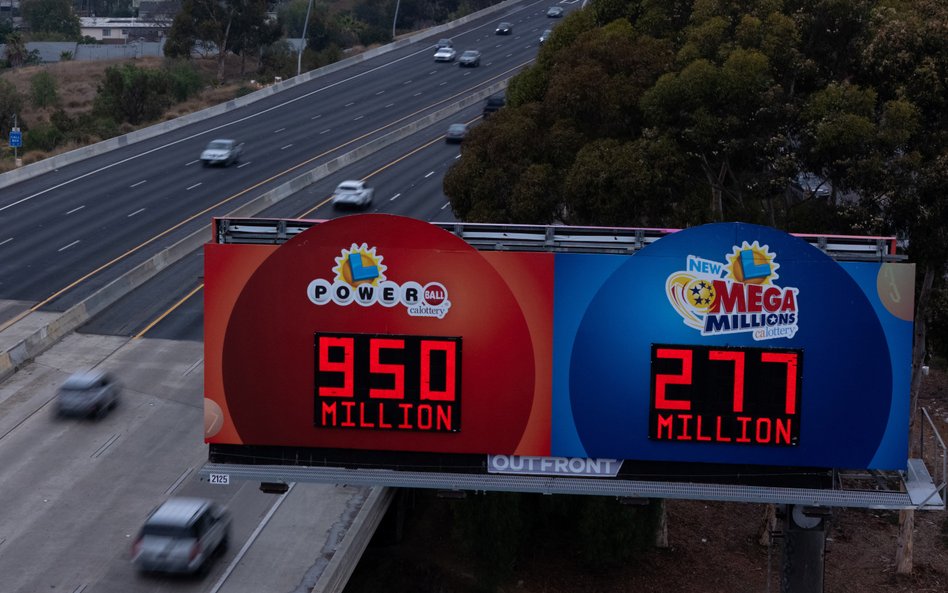 POWERBALL
calottery
950
MILLION
NEW
MEGA
MILLIONS
calottery
277
MILLION
OUTFRONT
2125